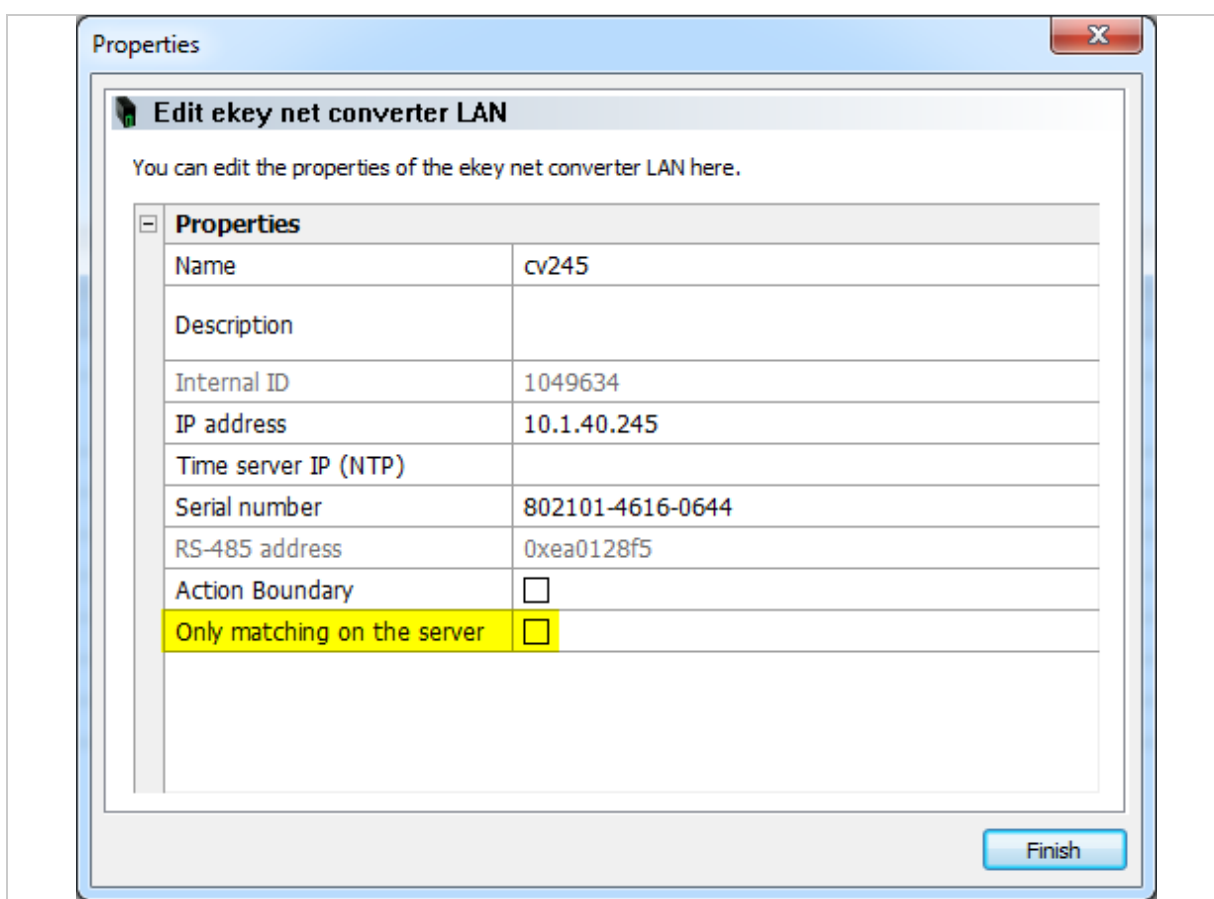 Properties
Edit ekey net converter LAN
You can edit the properties of the ekey net converter LAN here.
Properties
Name cv245
Description
Internal ID 1049634
IP address 10.1.40.245
Time server IP (NTP)
Serial number 802101-4616-0644
RS-485 address 0xea0128f5
Action Boundary
Only matching on the server
Finish